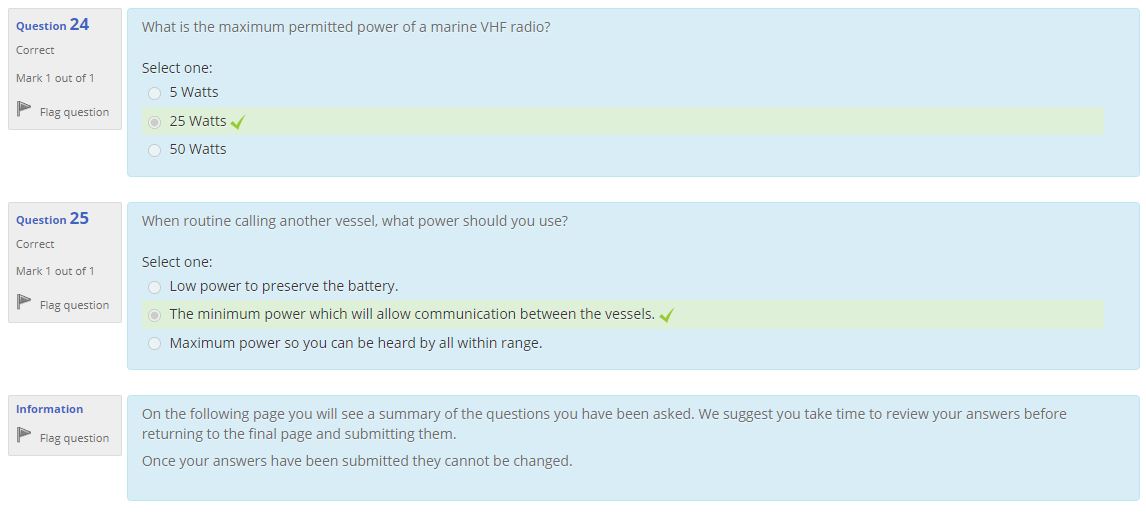 Question 24
Correct
Mark 1 out of 1
Flag question
What is the maximum permitted power of a marine VHF radio?
Select one:
5 Watts
25 Watts
50 Watts
Question 25
Correct
Mark 1 out of 1
Flag question
When routine calling another vessel, what power should you use?
Select one:
Low power to preserve the battery.
The minimum power which will allow communication between the vessels.
Maximum power so you can be heard by all within range.
Information
Flag question
On the following page you will see a summary of the questions you have been asked. We suggest you take time to review your answers before
returning to the final page and submitting them.
Once your answers have been submitted they cannot be changed.